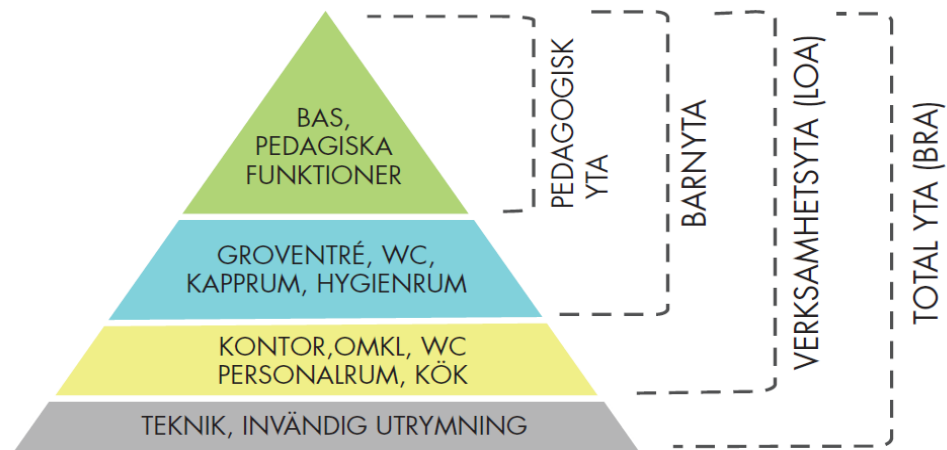 BAS,
PEDAGISKA
FUNKTIONER
GROVENTRÉ, WC,
KAPPRUM, HYGIENRUM
KONTOR,OMKL, WC
PERSONALRUM, KÖK
TEKNIK, INVÄNDIG UTRYMNING
PEDAGOGISK
YTA
BARNYTA
VERKSAMHETSYTA (LOA)
TOTAL YTA (BRA)